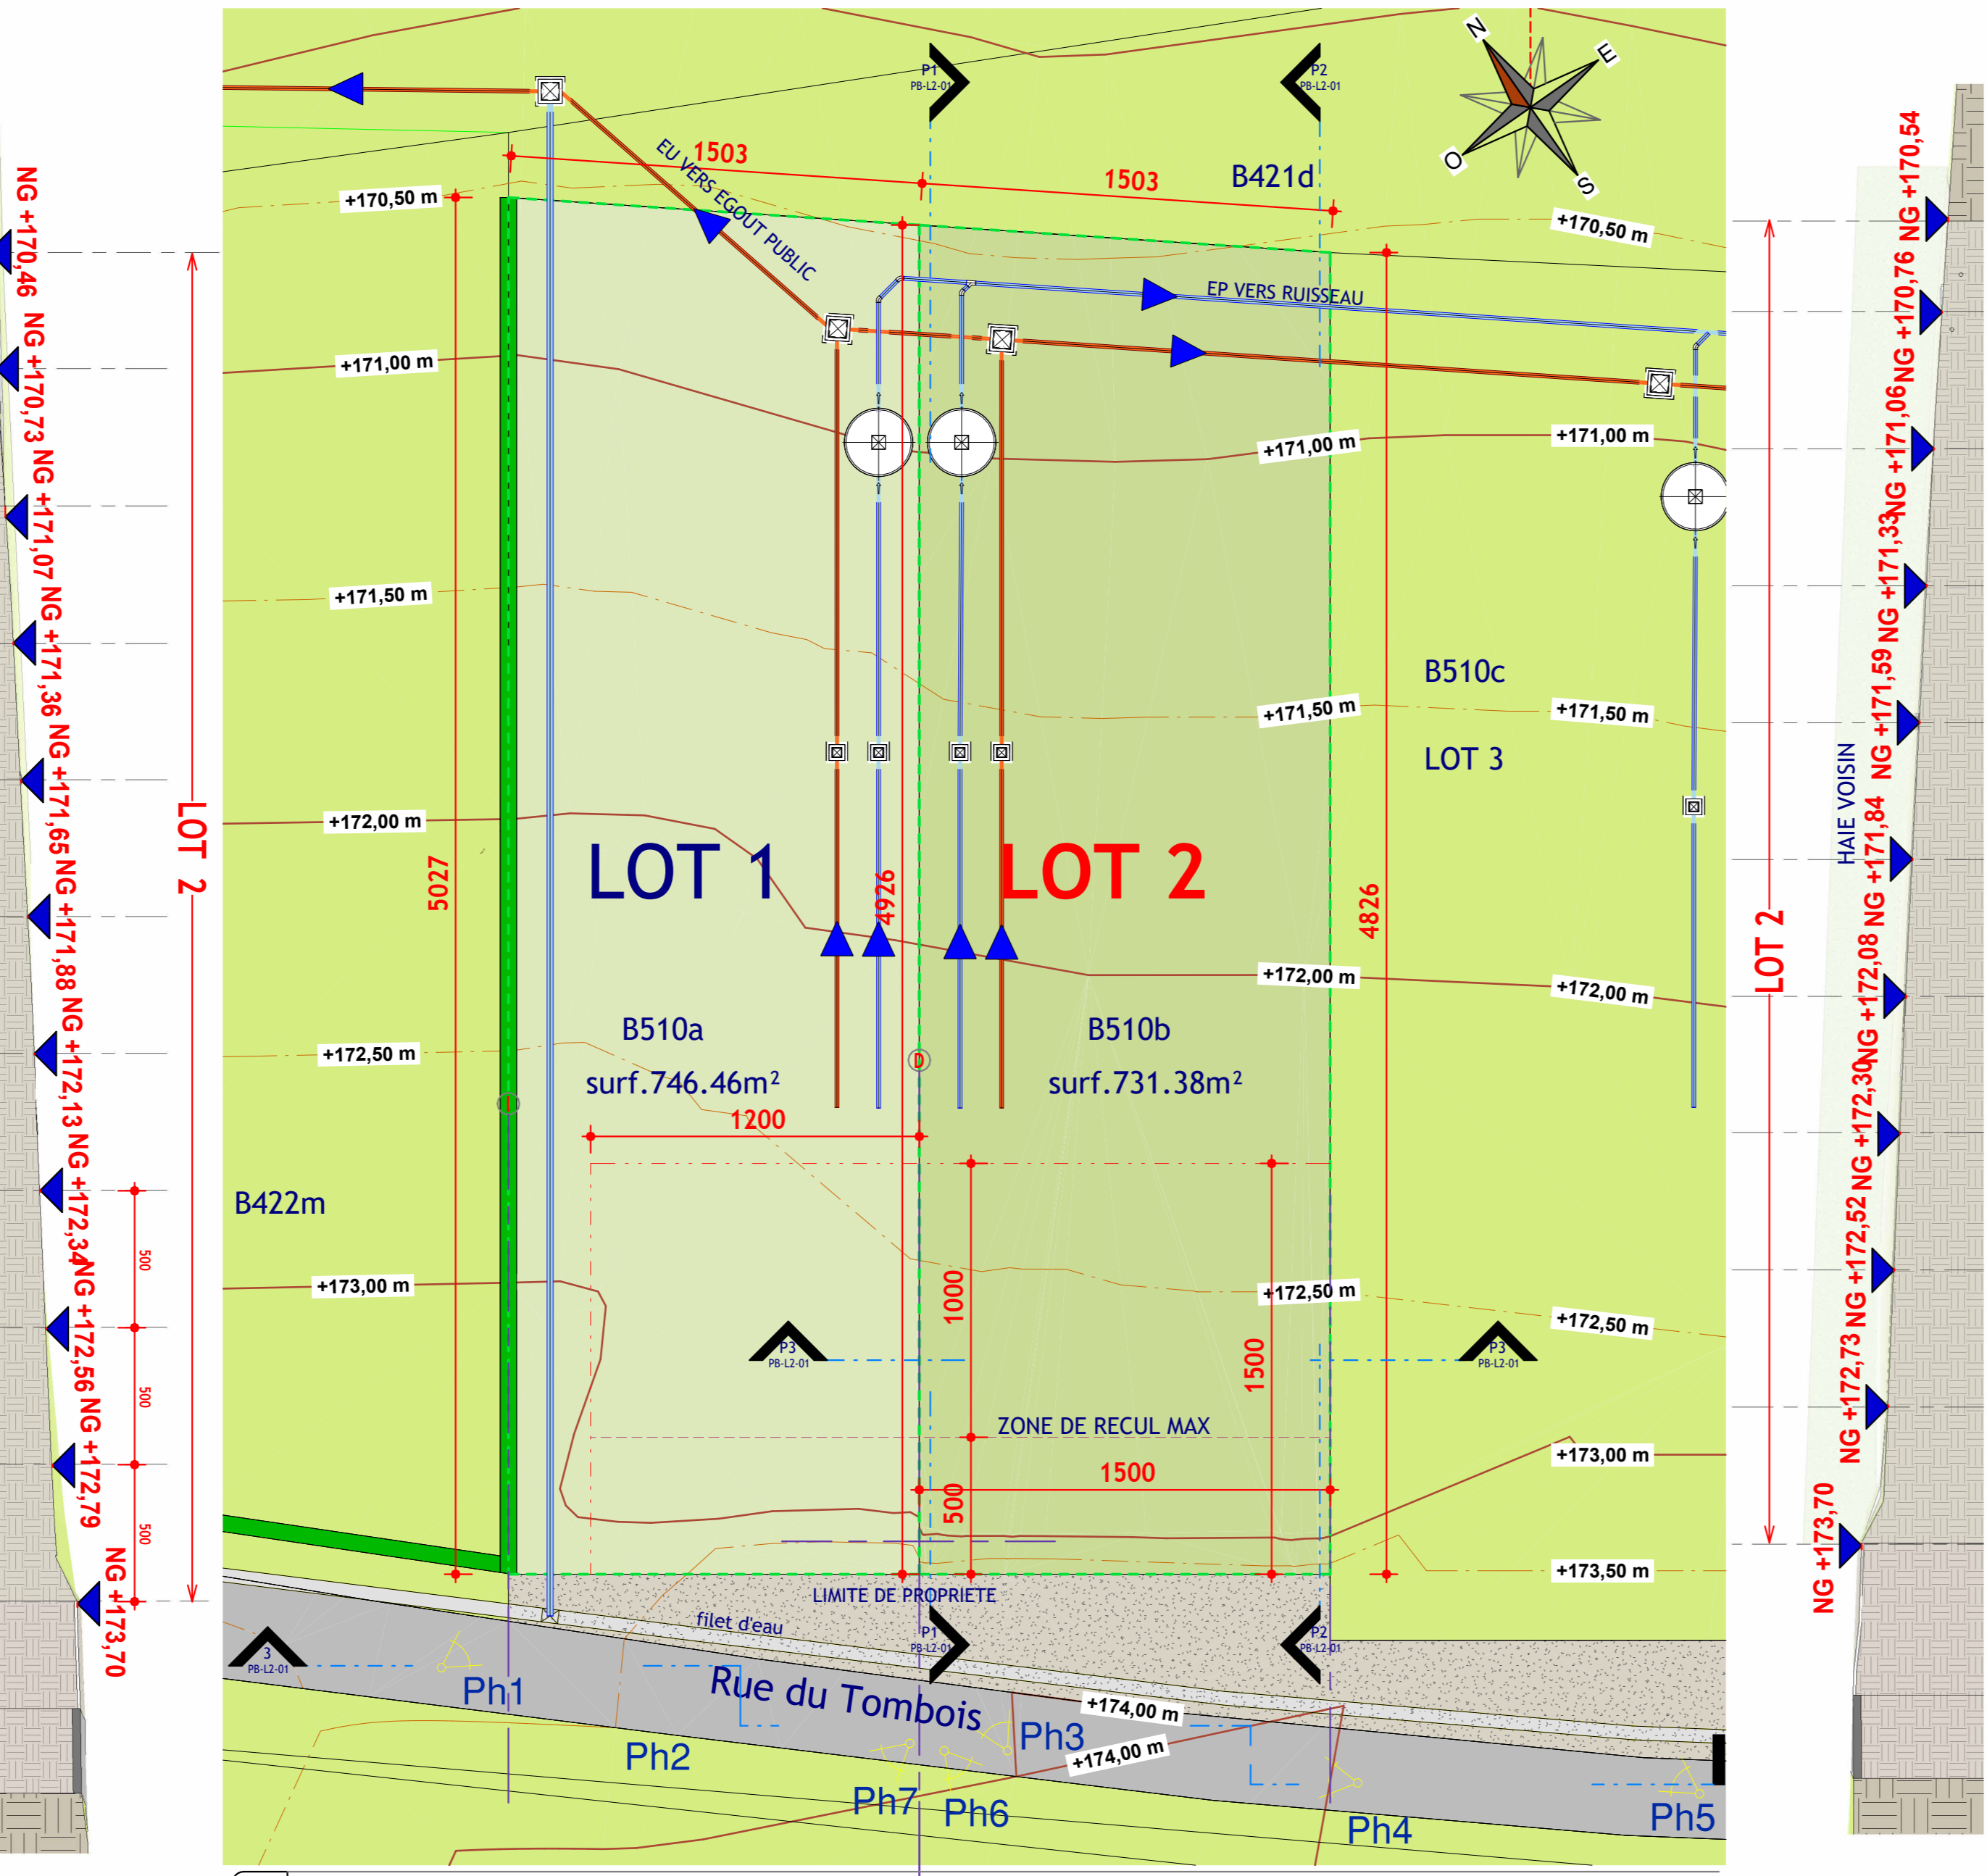 N
E
O
S
P1
PB-L2-01
P2
PB-L2-01
1503
1503
B421d
EU VERS EGOUT PUBLIC
+170,50 m
+170,50 m
EP VERS RUISSEAU
+171,00 m
+171,00 m
+171,00 m
+171,50 m
+171,50 m
+171,50 m
B510c
LOT 3
+172,00 m
+172,00 m
+172,00 m
5027
4926
4826
LOT 1
LOT 2
B510a
surf.746.46m²
B510b
surf.731.38m²
D
+172,50 m
+172,50 m
+172,50 m
1200
B422m
+173,00 m
+173,00 m
1000
1500
P3
PB-L2-01
P3
PB-L2-01
ZONE DE RECUL MAX
1500
500
+173,50 m
LIMITE DE PROPRIETE
filet d'eau
P1
PB-L2-01
P2
PB-L2-01
3
PB-L2-01
Rue du Tombois
+174,00 m
+174,00 m
Ph1
Ph2
Ph3
Ph7
Ph6
Ph4
Ph5
LOT 2
NG +170,46
NG +170,73
NG +171,07
NG +171,36
NG +171,65
NG +171,88
NG +172,13
NG +172,34
NG +172,56
NG +172,79
NG +173,70
500
500
500
LOT 2
HAIE VOISIN
NG +170,54
NG +170,76
NG +171,06
NG +171,33
NG +171,59
NG +171,84
NG +172,08
NG +172,30
NG +172,52
NG +172,73
NG +173,70